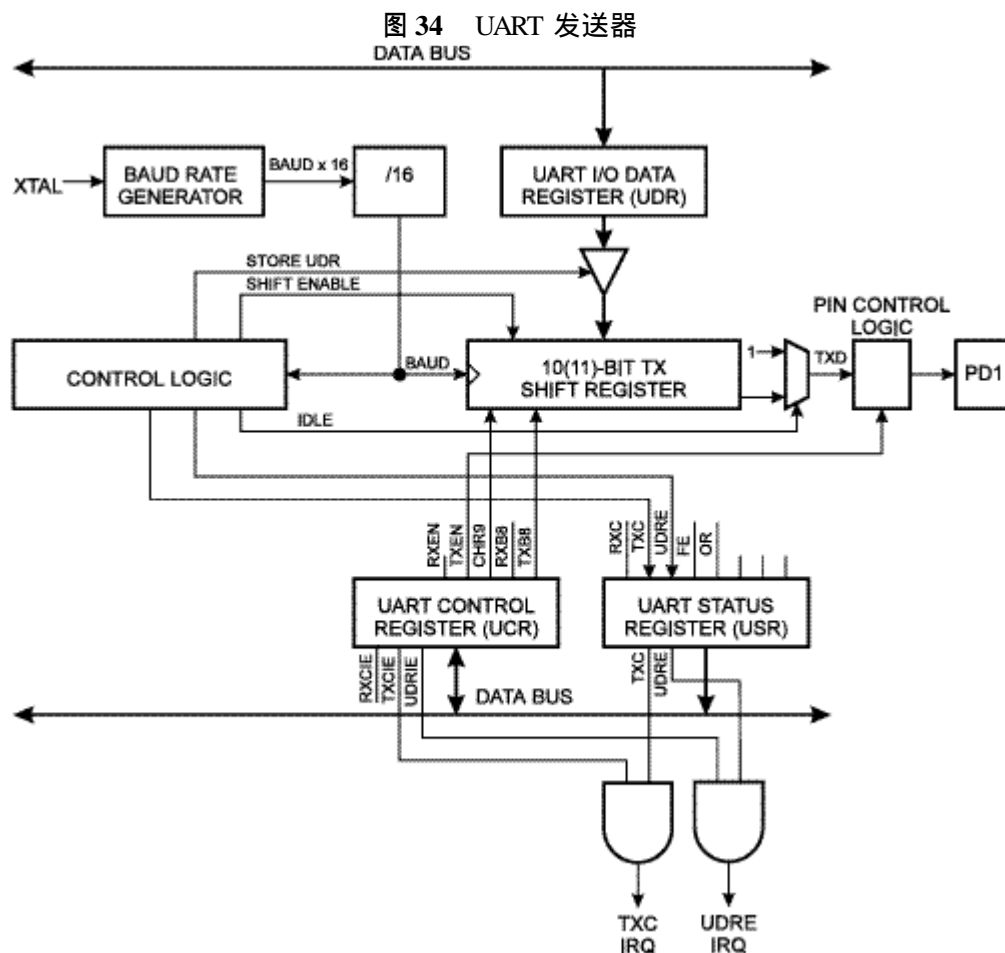 图 34 UART 发送器
DATA BUS
XTAL
BAUD RATE
GENERATOR
BAUD x 16
/16
UART I/O DATA
REGISTER (UDR)
STORE UDR
SHIFT ENABLE
PIN CONTROL
LOGIC
CONTROL LOGIC
BAUD
10(11)-BIT TX
SHIFT REGISTER
1
TXD
PD1
IDLE
RXEN
TXEN
CHR9
RXB8
TXB8
RXC
TXC
UDRE
FE
OR
UART CONTROL
REGISTER (UCR)
UART STATUS
REGISTER (USR)
RXCIE
TXCIE
UDRIE
TXC
UDRE
DATA BUS
TXC
IRQ
UDRE
IRQ